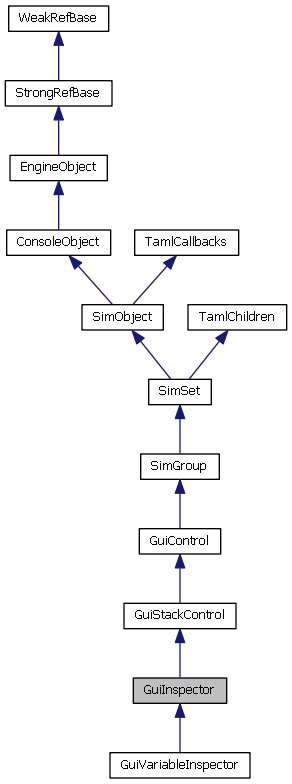 WeakRefBase
StrongRefBase
EngineObject
ConsoleObject
TamlCallbacks
SimObject
TamlChildren
SimSet
SimGroup
GuiControl
GuiStackControl
GuiInspector
GuiVariableInspector